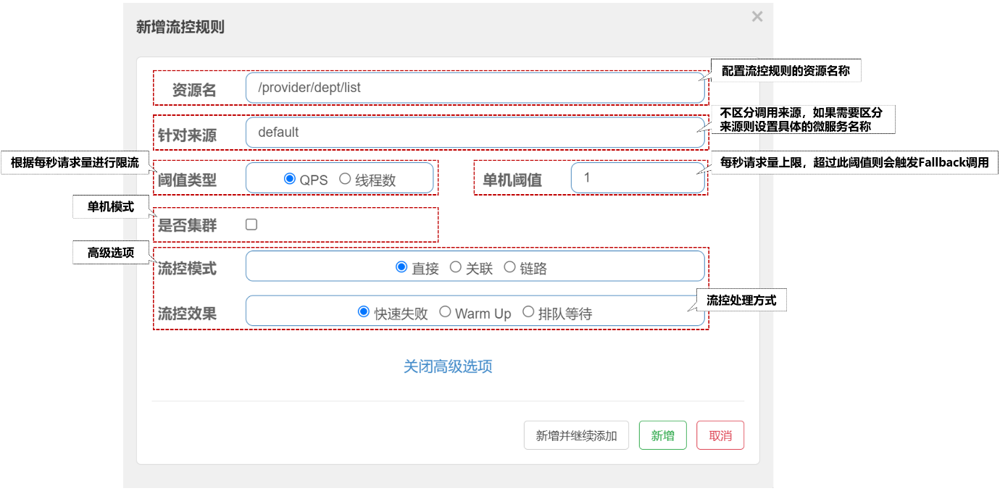 新增流控规则
×
配置流控规则的资源名称
资源名
/provider/dept/list
不区分调用来源，如果需要区分
来源则设置具体的微服务名称
针对来源
default
根据每秒请求量进行限流
每秒请求量上限，超过此阈值则会触发Fallback调用
阈值类型
QPS 线程数
单机阈值
1
单机模式
是否集群
高级选项
流控模式
直接 关联 链路
流控处理方式
流控效果
快速失败 Warm Up 排队等待
关闭高级选项
新增并继续添加
新增
取消